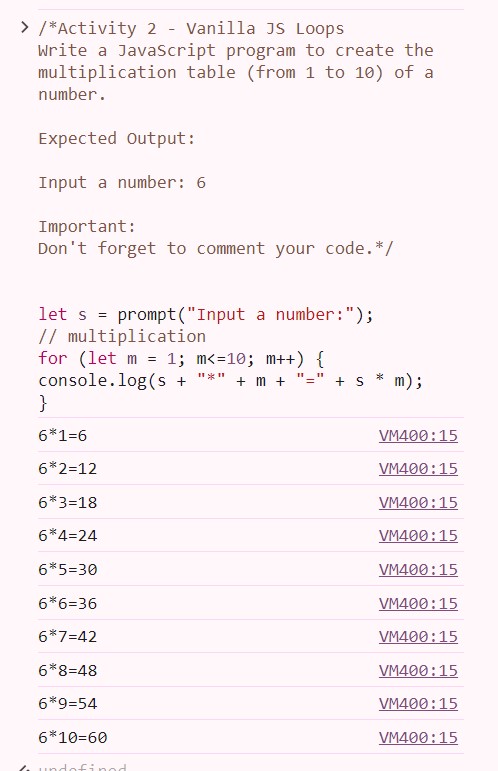 /*Activity 2 - Vanilla JS Loops
Write a JavaScript program to create the
multiplication table (from 1 to 10) of a
number.
Expected Output:
Input a number: 6
Important:
Don't forget to comment your code.*/
let s = prompt("Input a number:");
// multiplication
for (let m = 1; m<=10; m++) {
console.log(s + "*" + m + "=" + s * m);
}
6*1=6 VM400:15
6*2=12 VM400:15
6*3=18 VM400:15
6*4=24 VM400:15
6*5=30 VM400:15
6*6=36 VM400:15
6*7=42 VM400:15
6*8=48 VM400:15
6*9=54 VM400:15
6*10=60 VM400:15
undefined